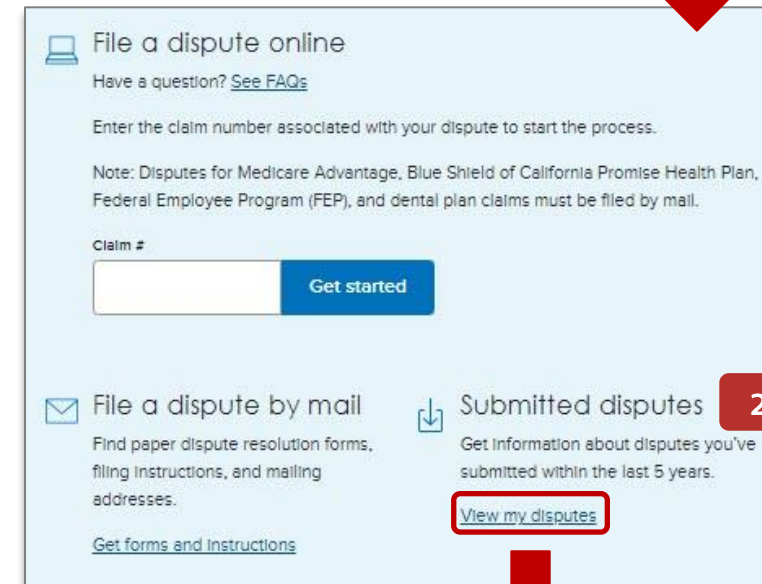 File a dispute online
Have a question? See FAQs
Enter the claim number associated with your dispute to start the process.
Note: Disputes for Medicare Advantage, Blue Shield of California Promise Health Plan,
Federal Employee Program (FEP), and dental plan claims must be filed by mail.
Claim #
Get started
File a dispute by mail
Find paper dispute resolution forms,
filing instructions, and mailing
addresses.
Get forms and instructions
Submitted disputes
2
Get information about disputes you've
submitted within the last 5 years.
View my disputes